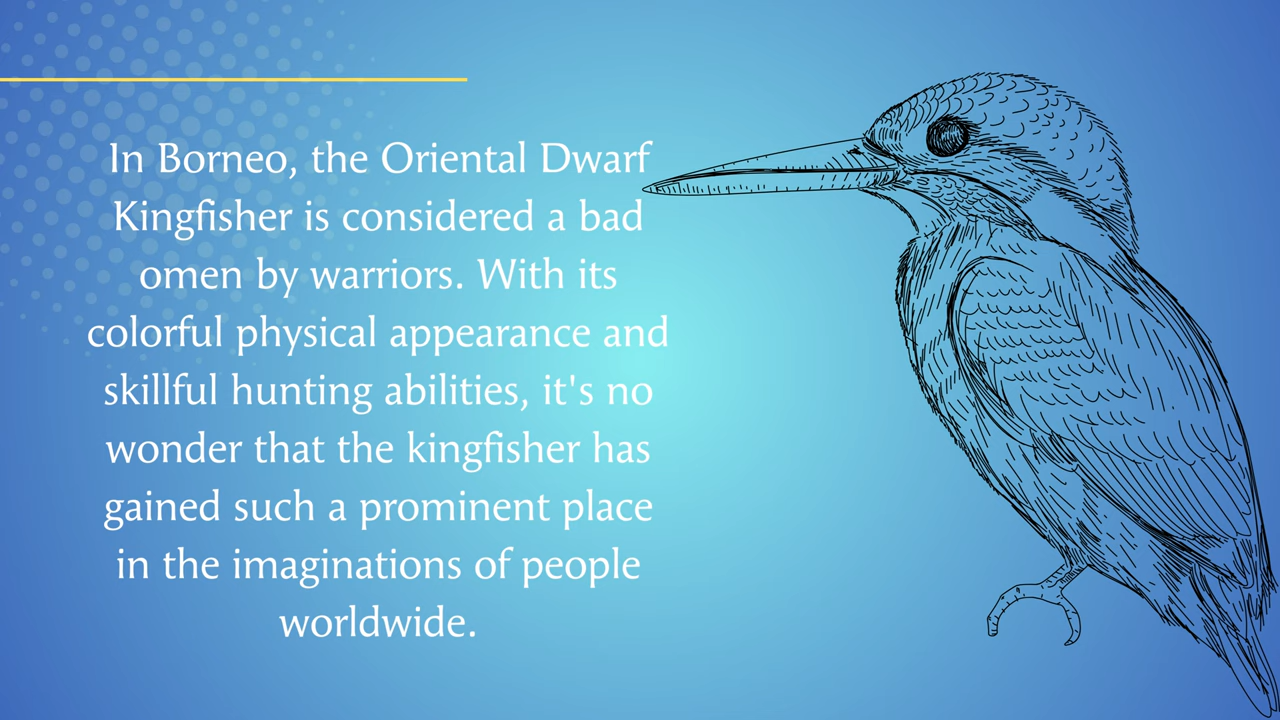 In Borneo, the Oriental Dwarf
Kingfisher is considered a bad
omen by warriors. With its
colorful physical appearance and
skillful hunting abilities, it's no
wonder that the kingfisher has
gained such a prominent place
in the imaginations of people
worldwide.